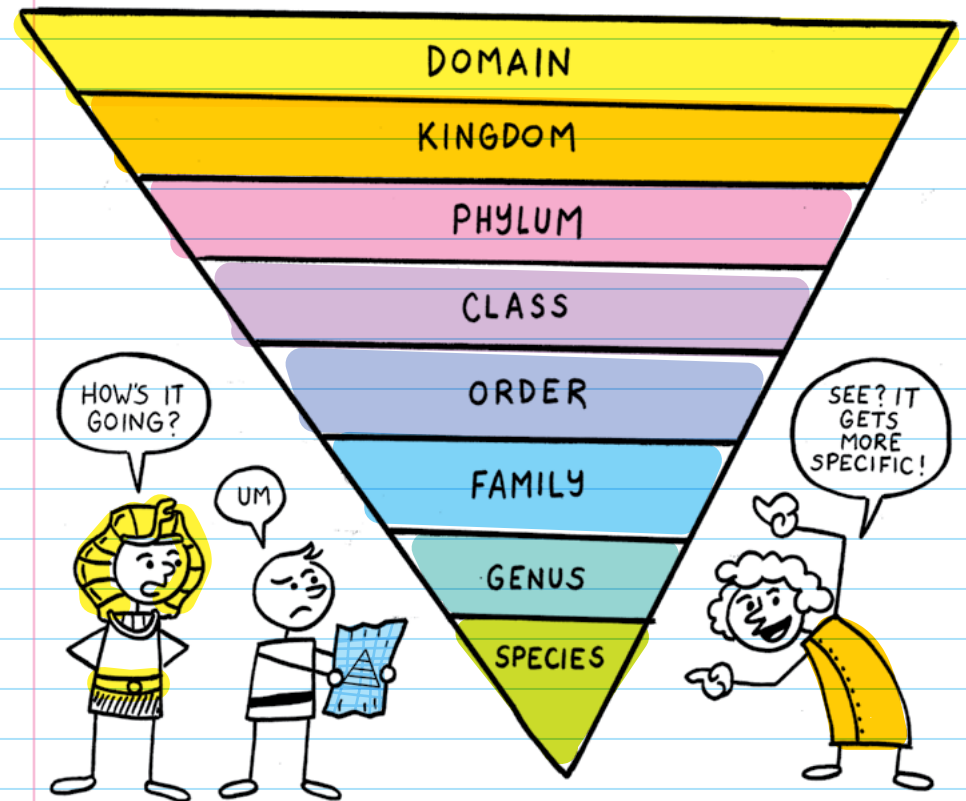 DOMAIN
KINGDOM
PHYLUM
CLASS
ORDER
FAMILY
GENUS
SPECIES
HOW'S IT
GOING?
UM
SEE? IT
GETS
MORE
SPECIFIC!